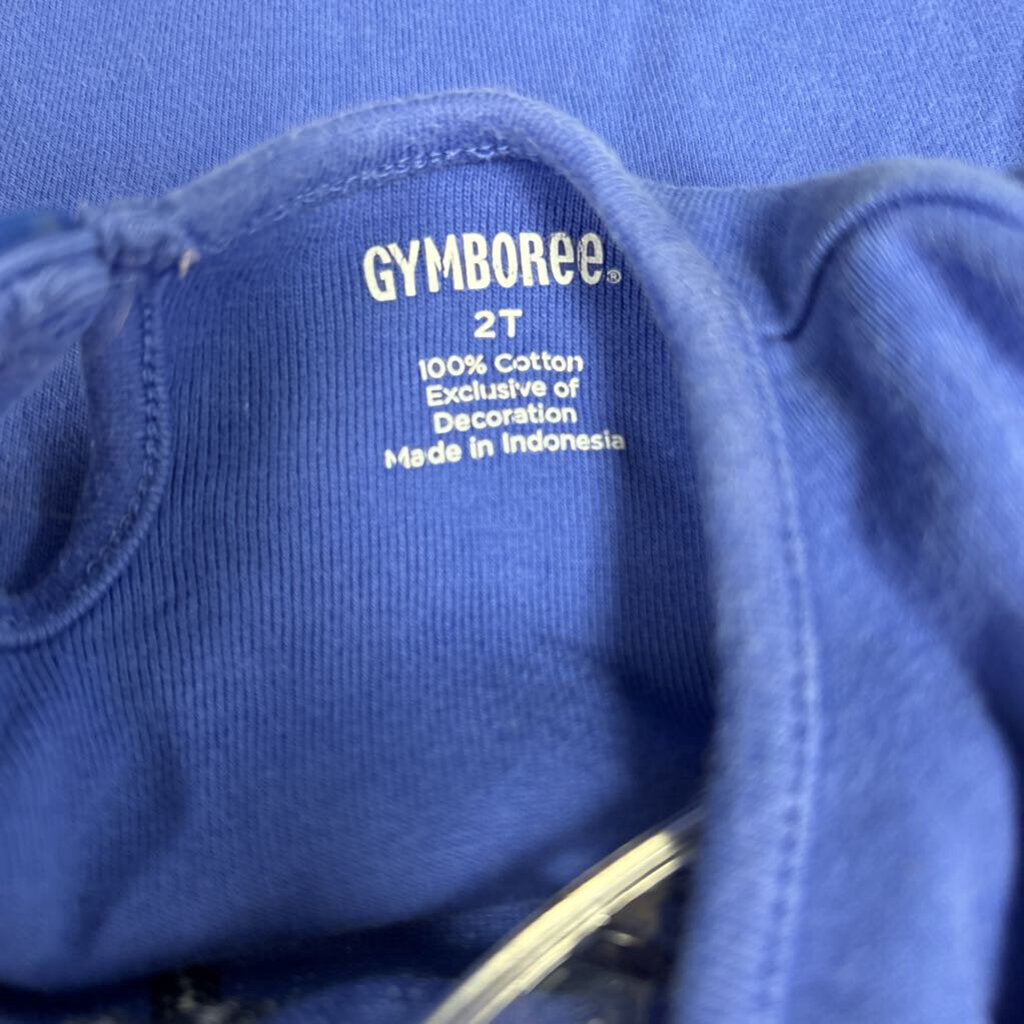 GYMBORee®
2T
100% Cotton
Exclusive of
Decoration
Made in Indonesia